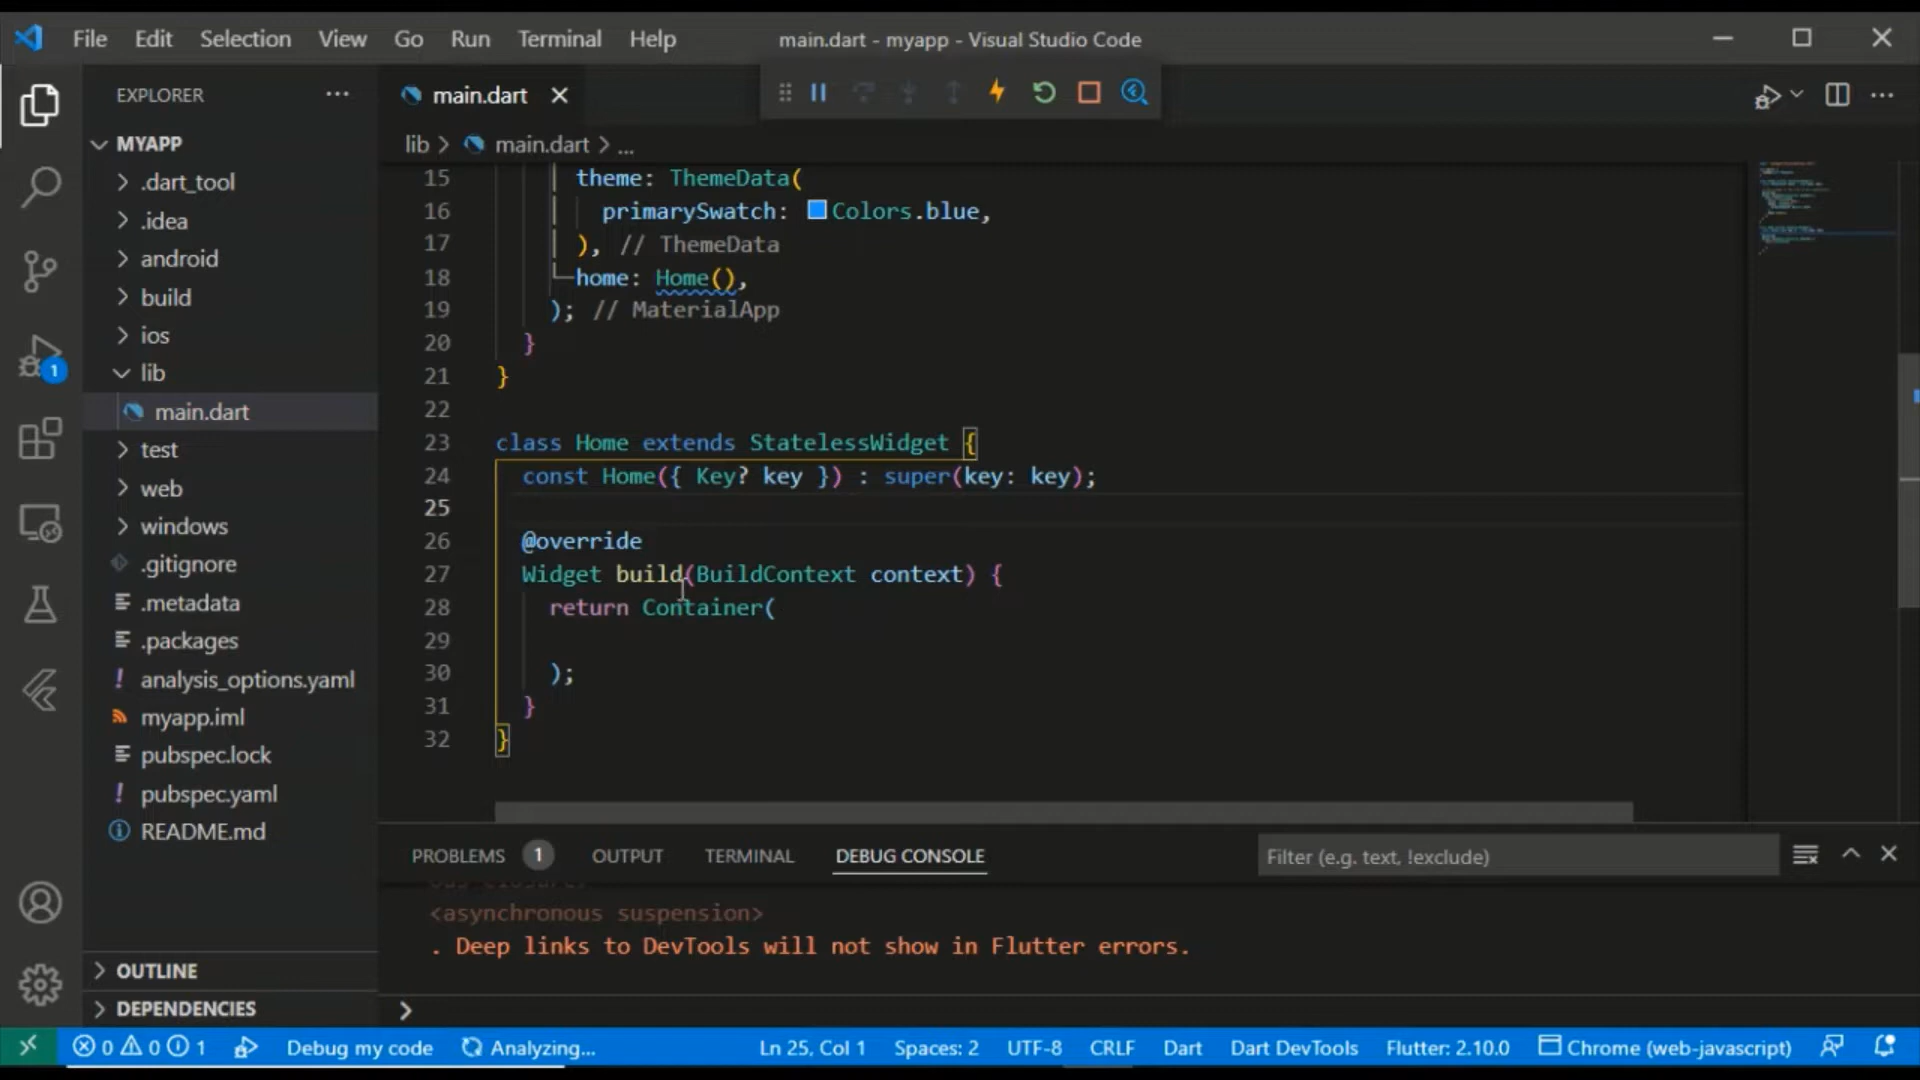 File Edit Selection View Go Run Terminal Help
main.dart - myapp - Visual Studio Code
EXPLORER
MYAPP
.dart_tool
.idea
android
build
ios
lib
main.dart
test
web
windows
.gitignore
.metadata
.packages
analysis_options.yaml
myapp.iml
pubspec.lock
pubspec.yaml
README.md
OUTLINE
DEPENDENCIES
1
main.dart
lib > main.dart > ...
15 theme: ThemeData(
16 primarySwatch: Colors.blue,
17 ), // ThemeData
18 home: Home(),
19 ); // MaterialApp
20 }
21 }
22
23 class Home extends StatelessWidget {
24 const Home({ Key? key }) : super(key: key);
25
26 @override
27 Widget build(BuildContext context) {
28 return Container(
29
30 );
31 }
32 }
PROBLEMS 1 OUTPUT TERMINAL DEBUG CONSOLE Filter (e.g. text, !exclude)
<asynchronous suspension>
. Deep links to DevTools will not show in Flutter errors.
>
0 0 1 Debug my code Analyzing... Ln 25, Col 1 Spaces: 2 UTF-8 CRLF Dart Dart DevTools Flutter: 2.10.0 Chrome (web-javascript)